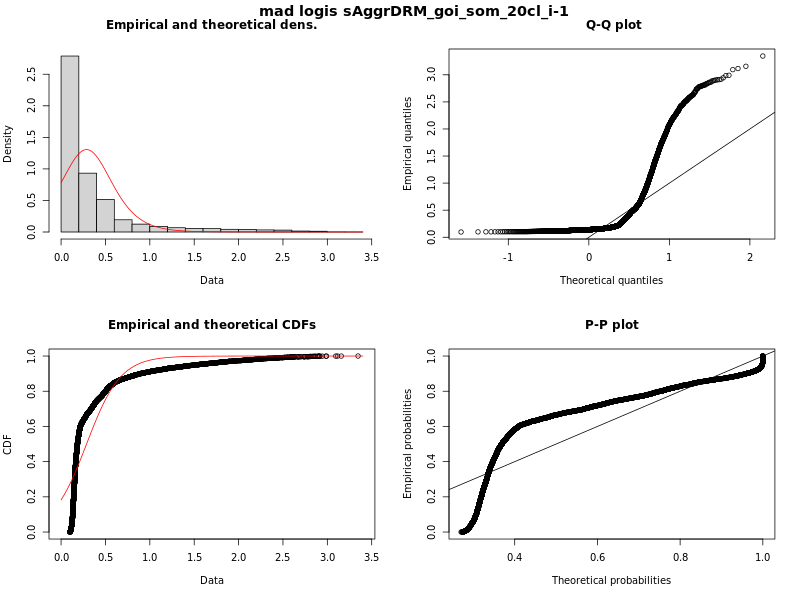 mad logis sAggrDRM_goi_som_20cl_i-1
Empirical and theoretical dens.
Density
0.0 0.5 1.0 1.5 2.0 2.5
0.0 0.5 1.0 1.5 2.0 2.5 3.0 3.5
Data
Q-Q plot
Empirical quantiles
0.0 0.5 1.0 1.5 2.0 2.5 3.0
-1 0 1 2
Theoretical quantiles
Empirical and theoretical CDFs
CDF
0.0 0.2 0.4 0.6 0.8 1.0
0.0 0.5 1.0 1.5 2.0 2.5 3.0 3.5
Data
P-P plot
Empirical probabilities
0.0 0.2 0.4 0.6 0.8 1.0
0.4 0.6 0.8 1.0
Theoretical probabilities